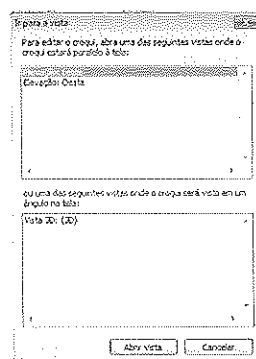 Ir para a vista
Para editar o croqui, abra uma das seguintes vistas onde o
croqui estará paralelo à tela:
Elevação: Oeste
ou uma das seguintes vistas onde o croqui será visto em um
ângulo na tela:
Vista 3D: {3D}
Abrir vista
Cancelar